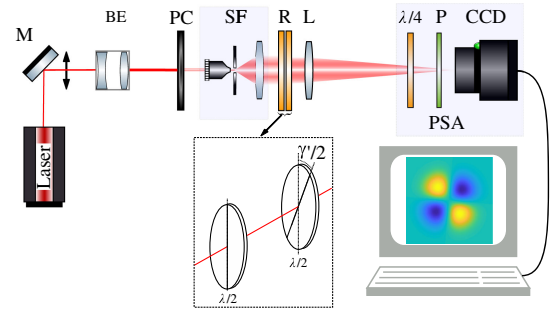 M
BE
PC
SF
R
L
λ/4
P
CCD
PSA
Laser
γ'/2
λ/2
λ/2